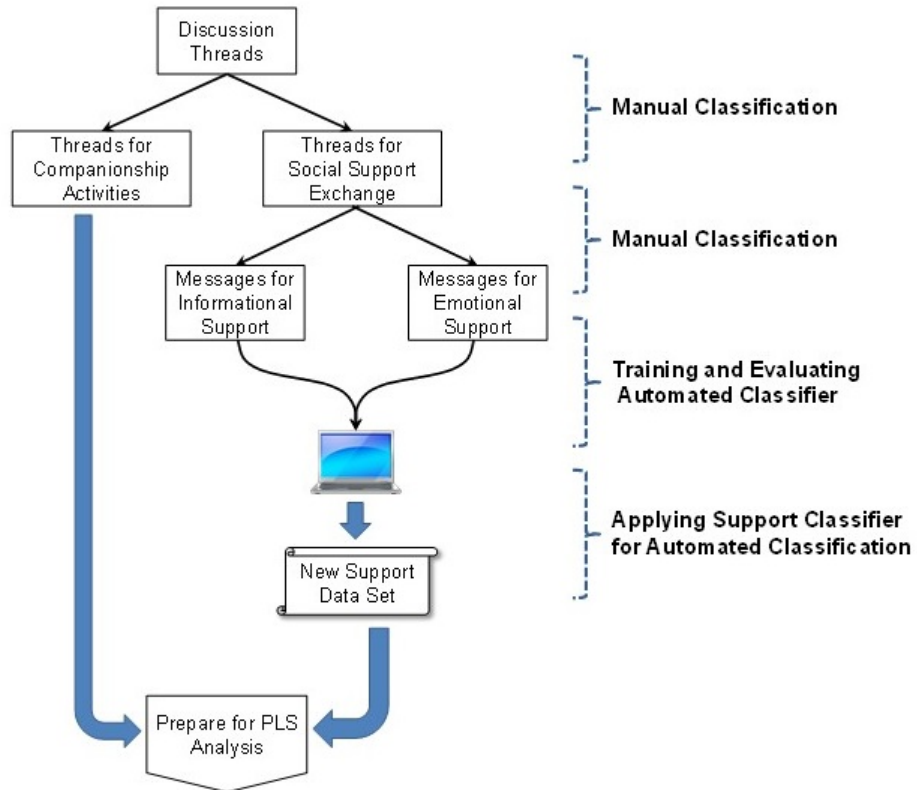 Discussion
Threads
Manual Classification
Threads for
Companionship
Activities
Threads for
Social Support
Exchange
Manual Classification
Messages for
Informational
Support
Messages for
Emotional
Support
Training and Evaluating
Automated Classifier
Applying Support Classifier
for Automated Classification
New Support
Data Set
Prepare for PLS
Analysis